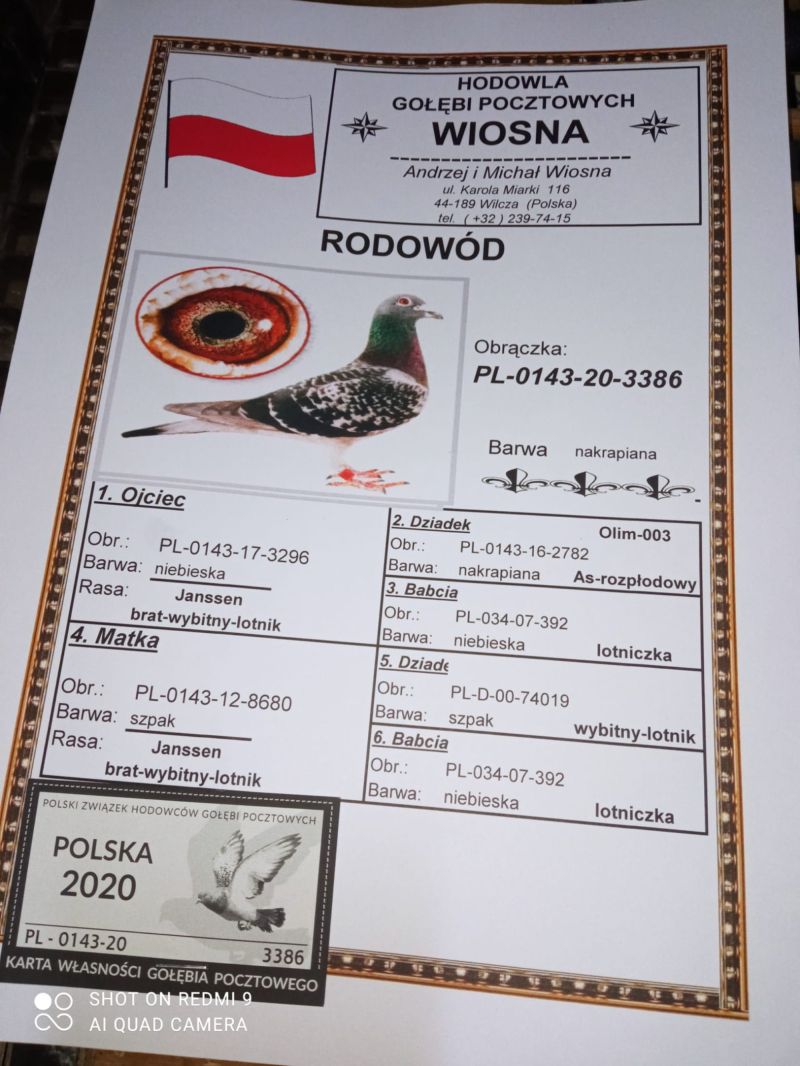 HODOWLA
GOŁĘBI POCZTOWYCH
WIOSNA
Andrzej i Michał Wiosna
ul. Karola Miarki 116
44-189 Wilcza (Polska)
tel. ( +32 ) 239-74-15
RODOWÓD
Obrączka:
PL-0143-20-3386
Barwa nakrapiana
1. Ojciec
Obr.: PL-0143-17-3296
Barwa: niebieska
Rasa: Janssen
brat-wybitny-lotnik
2. Dziadek Olim-003
Obr.: PL-0143-16-2782
Barwa: nakrapiana As-rozpłodowy
3. Babcia
Obr.: PL-034-07-392
Barwa: niebieska lotniczka
4. Matka
Obr.: PL-0143-12-8680
Barwa: szpak
Rasa: Janssen
brat-wybitny-lotnik
5. Dziade
Obr.: PL-D-00-74019
Barwa: szpak wybitny-lotnik
6. Babcia
Obr.: PL-034-07-392
Barwa: niebieska lotniczka
POLSKI ZWIĄZEK HODOWCÓW GOŁĘBI POCZTOWYCH
POLSKA
2020
PL - 0143-20
3386
KARTA WŁASNOŚCI GOŁĘBIA POCZTOWEGO
SHOT ON REDMI 9
AI QUAD CAMERA